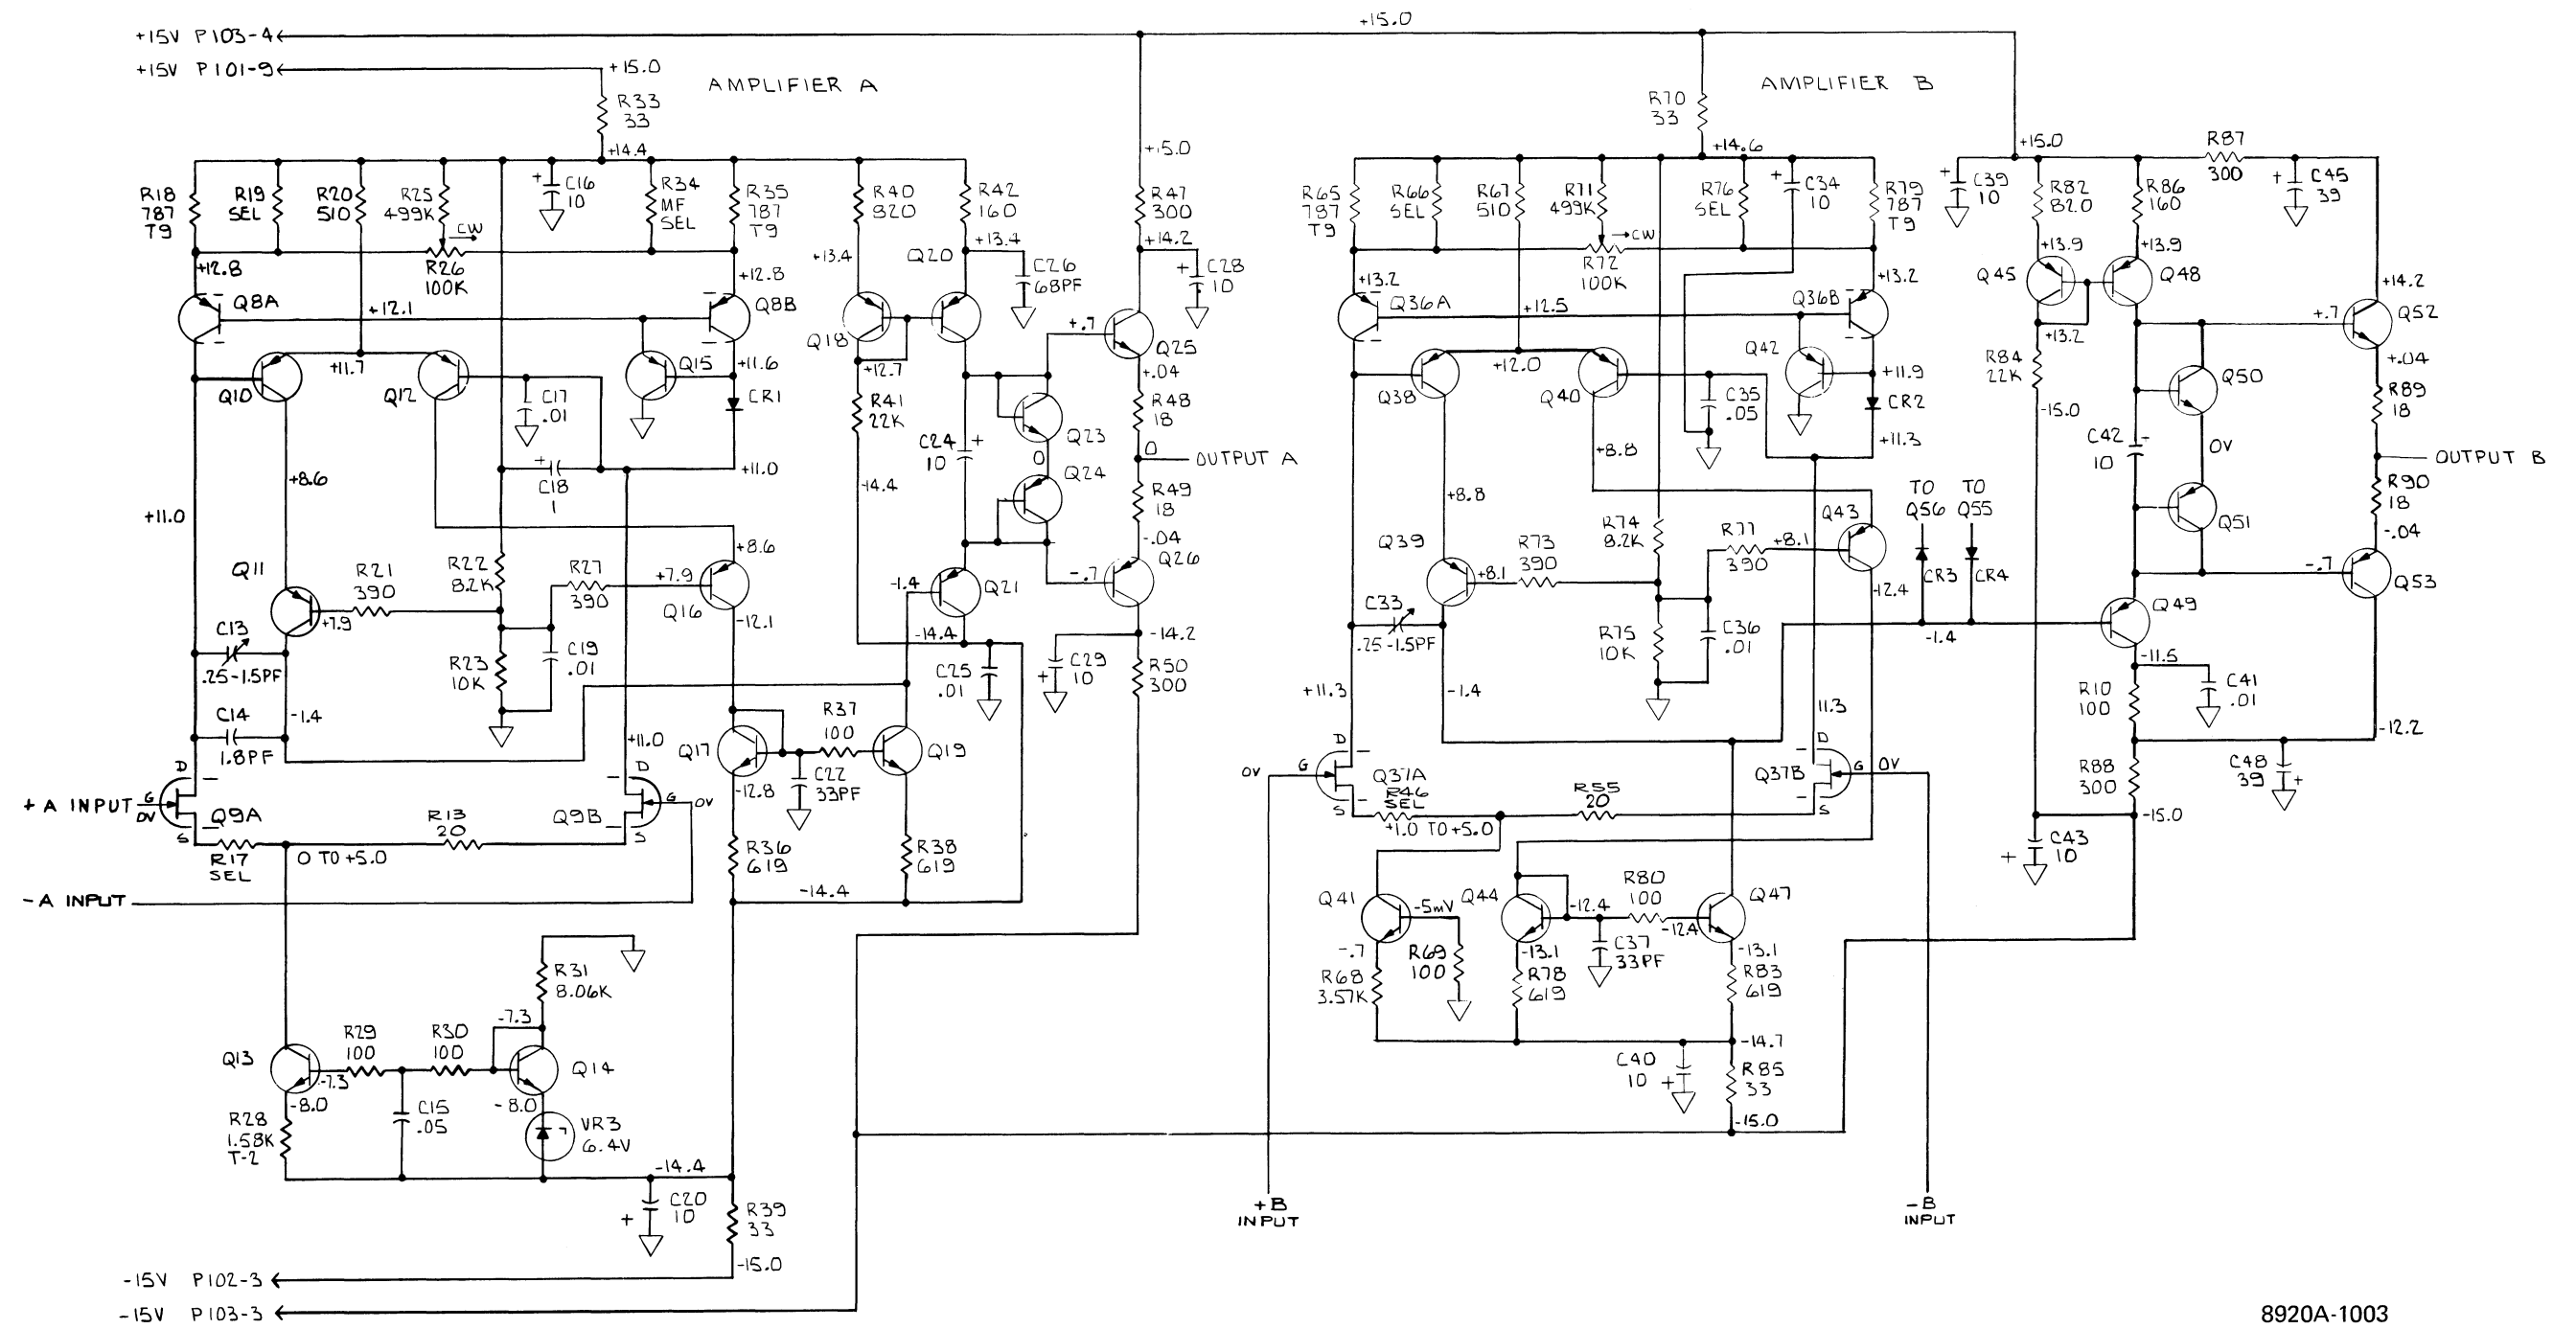 +15.0
+15V P103-4
+15V P101-9
+15.0
AMPLIFIER A
AMPLIFIER B
R33
33
+14.4
R70
33
+14.6
+15.0
+15.0
R87
300
R18
787
T9
R19
SEL
R20
510
R25
499K
CW
C16
10
+
R34
MF
SEL
R35
787
T9
R40
820
R42
160
R47
300
+14.2
R65
787
T9
R66
SEL
R67
510
R71
499K
CW
R76
SEL
C34
10
+
R79
787
T9
C39
10
+
R82
820
R86
160
C45
39
+
+12.8
R26
100K
+12.8
+13.4
Q20
+13.4
C26
68PF
C28
10
+
+13.2
R72
100K
+13.2
+13.9
+13.9
Q45
Q48
+14.2
Q8A
+12.1
Q8B
Q18
+.7
Q25
Q36A
+12.5
Q36B
+13.2
+.7
Q52
Q10
+11.7
Q12
Q15
+11.6
+12.7
+.04
Q38
+12.0
Q40
Q42
+11.9
R84
22K
Q50
+.04
C17
.01
CR1
R41
22K
R48
18
C35
.05
CR2
-15.0
R89
18
C24
10
+
Q23
0
Q24
0
OUTPUT A
+8.8
+11.3
C42
10
+
0V
OUTPUT B
+8.6
C18
1
+
+11.0
-14.4
R49
18
+8.8
TO
Q56
TO
Q55
Q51
R90
18
+11.0
-.04
Q26
R74
8.2K
R77
390
+8.1
Q43
-.04
Q11
R21
390
R22
8.2K
R27
390
+7.9
Q16
+8.6
-1.4
Q21
-.7
Q39
+8.1
R73
390
12.4
CR3
CR4
Q49
-.7
Q53
+7.9
-12.1
-14.4
-14.2
C33
.25-1.5PF
R75
10K
C36
.01
-1.4
C13
.25-1.5PF
R23
10K
C19
.01
C25
.01
C29
10
+
R50
300
-11.5
C41
.01
R10
100
-1.4
C14
1.8PF
R37
100
Q17
Q19
+11.0
+11.3
-1.4
11.3
-12.2
D
D
C22
33PF
-12.8
D
D
R88
300
C48
39
+
+ A INPUT
G
0V
S
Q9A
Q9B
G
0V
S
0V
G
Q37A
S
R46
SEL
+1.0 TO +5.0
R55
20
Q37B
G
0V
S
-15.0
R17
SEL
0 TO +5.0
R13
20
R36
619
R38
619
C43
10
+
-A INPUT
-14.4
Q41
-5mV
Q44
-12.4
R80
100
-12.4
Q47
-.7
R69
100
R68
3.57K
-13.1
R78
619
C37
33PF
-13.1
R83
619
R31
8.06K
-7.3
-14.7
Q13
R29
100
R30
100
Q14
C40
10
+
R85
33
-7.3
-8.0
-8.0
R28
1.58K
T-2
C15
.05
VR3
6.4V
-15.0
-14.4
C20
10
+
R39
33
+B
INPUT
-B
INPUT
-15.0
-15V P102-3
-15V P103-3
8920A-1003